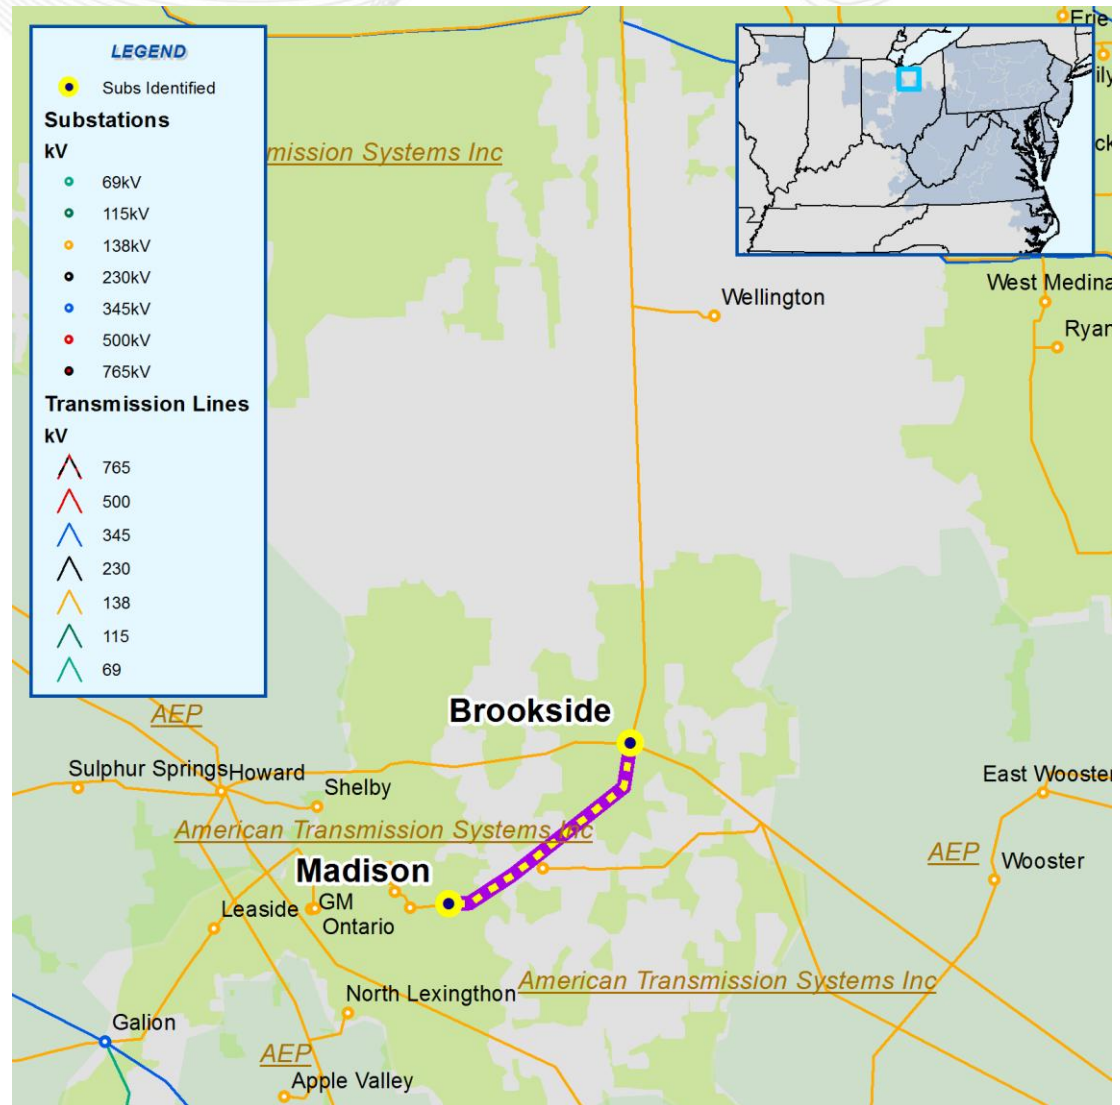 LEGEND
Subs Identified
Substations
kV
69kV
115kV
138kV
230kV
345kV
500kV
765kV
Transmission Lines
kV
765
500
345
230
138
115
69
mission Systems Inc
Erie
ily
ck
Wellington
West Medina
Ryan
AEP
Brookside
Sulphur Springs
Howard
Shelby
East Wooster
American Transmission Systems Inc
AEP
Madison
Wooster
Leaside
GM
Ontario
American Transmission Systems Inc
North Lexingthon
Galion
AEP
Apple Valley